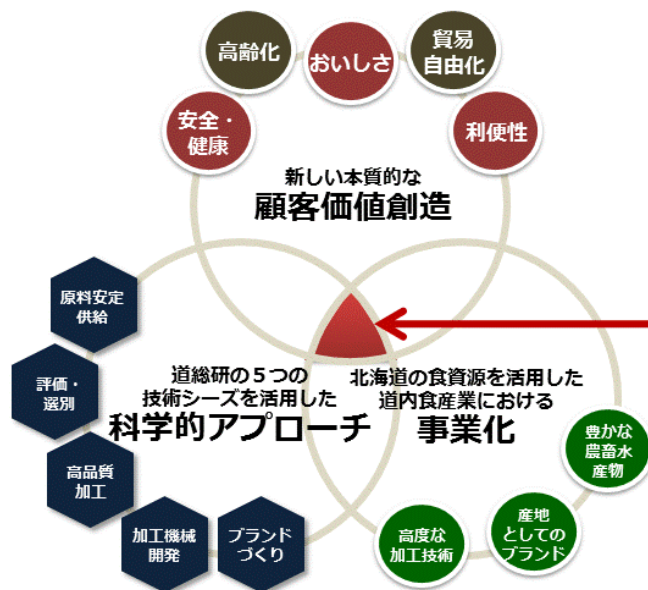 高齢化
おいしさ
貿易
自由化
安全・
健康
利便性
新しい本質的な
顧客価値創造
原料安定
供給
評価・
選別
高品質
加工
加工機械
開発
ブランド
づくり
道総研の５つの
技術シーズを活用した
科学的アプローチ
北海道の食資源を活用した
道内食産業における
事業化
豊かな
農畜水
産物
産地
としての
ブランド
高度な
加工技術